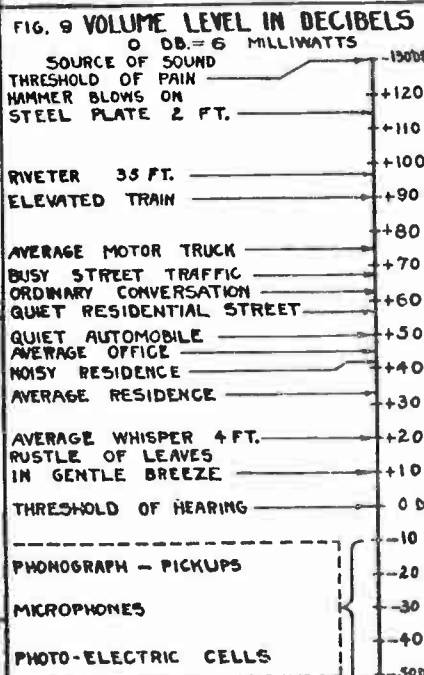 FIG. 9 VOLUME LEVEL IN DECIBELS
0 DB.= 6 MILLIWATTS
SOURCE OF SOUND
THRESHOLD OF PAIN
HAMMER BLOWS ON
STEEL PLATE 2 FT.
RIVETER 35 FT.
ELEVATED TRAIN
AVERAGE MOTOR TRUCK
BUSY STREET TRAFFIC
ORDINARY CONVERSATION
QUIET RESIDENTIAL STREET
QUIET AUTOMOBILE
AVERAGE OFFICE
NOISY RESIDENCE
AVERAGE RESIDENCE
AVERAGE WHISPER 4 FT.
RUSTLE OF LEAVES
IN GENTLE BREEZE
THRESHOLD OF HEARING
PHONOGRAPH - PICKUPS
MICROPHONES
PHOTO-ELECTRIC CELLS
+120
+110
+100
+90
+80
+70
+60
+50
+40
+30
+20
+10
0 D
-10
-20
-30
-40